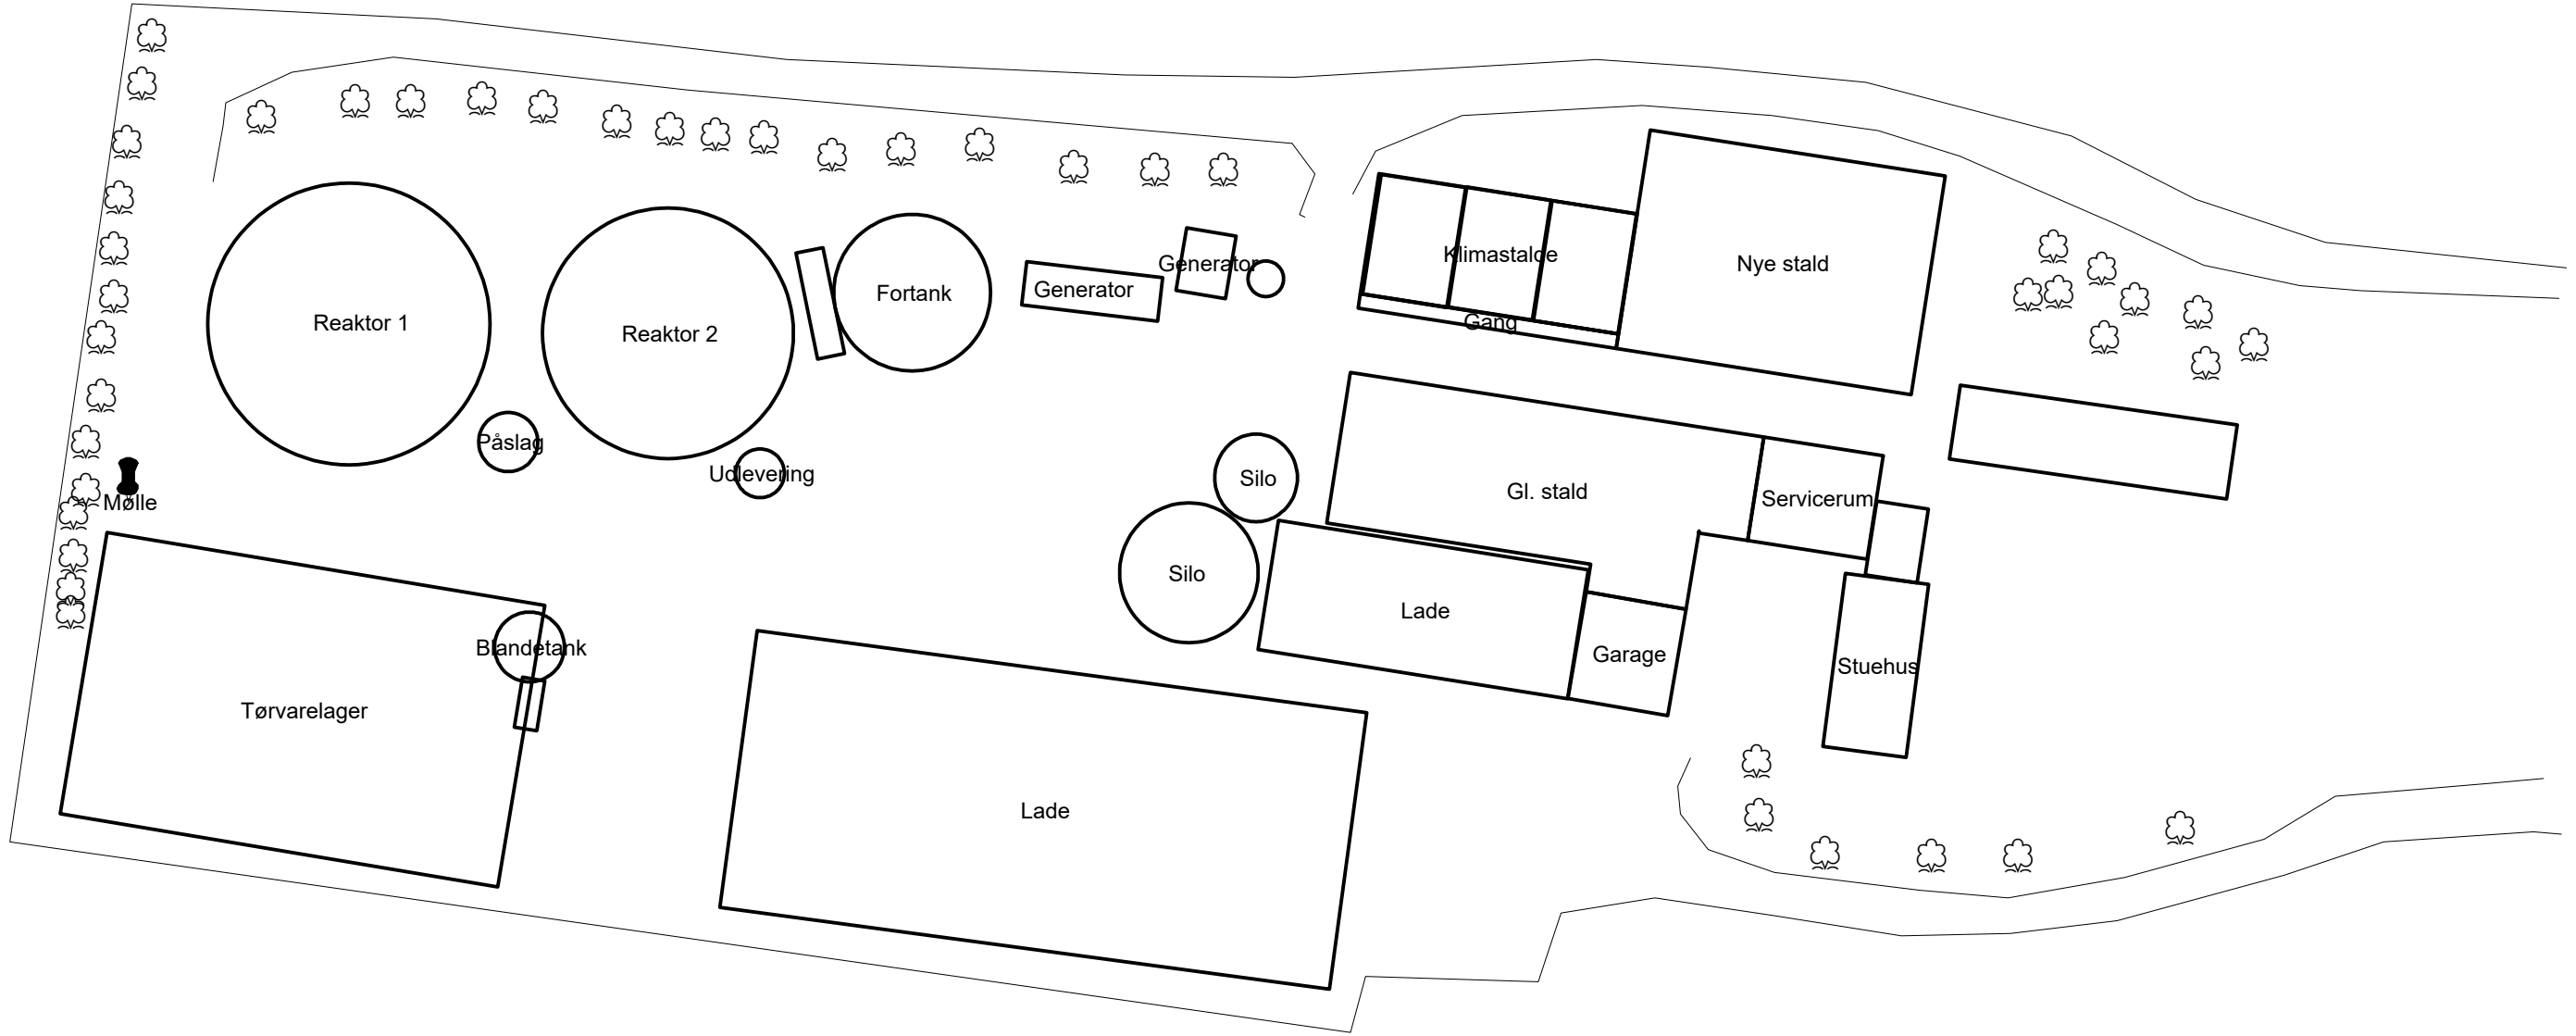 Klimastalde
Nye stald
Generator
Generator
Fortank
Reaktor 1
Reaktor 2
Gang
Påslag
Udlevering
Silo
Gl. stald
Servicerum
Mølle
Silo
Lade
Blandetank
Garage
Stuehus
Tørvarelager
Lade